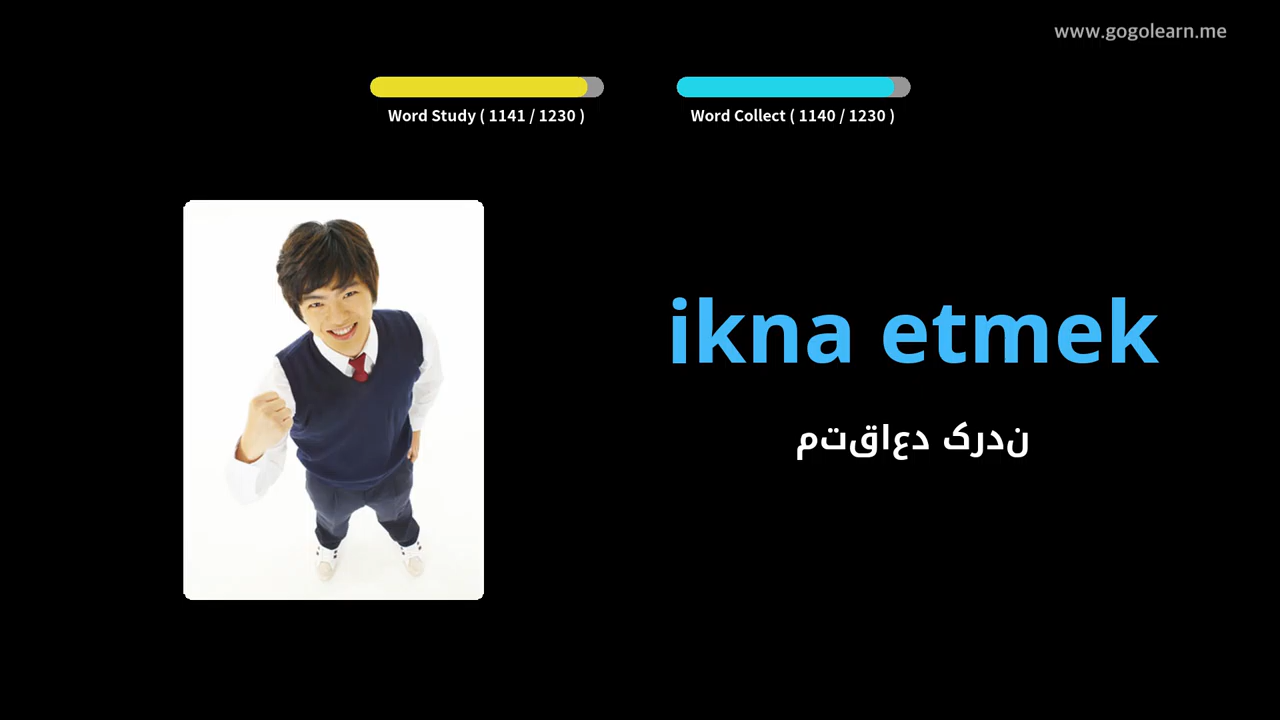 www.gogolearn.me
Word Study ( 1141 / 1230 )
Word Collect ( 1140 / 1230 )
ikna etmek
متقاعد کردن